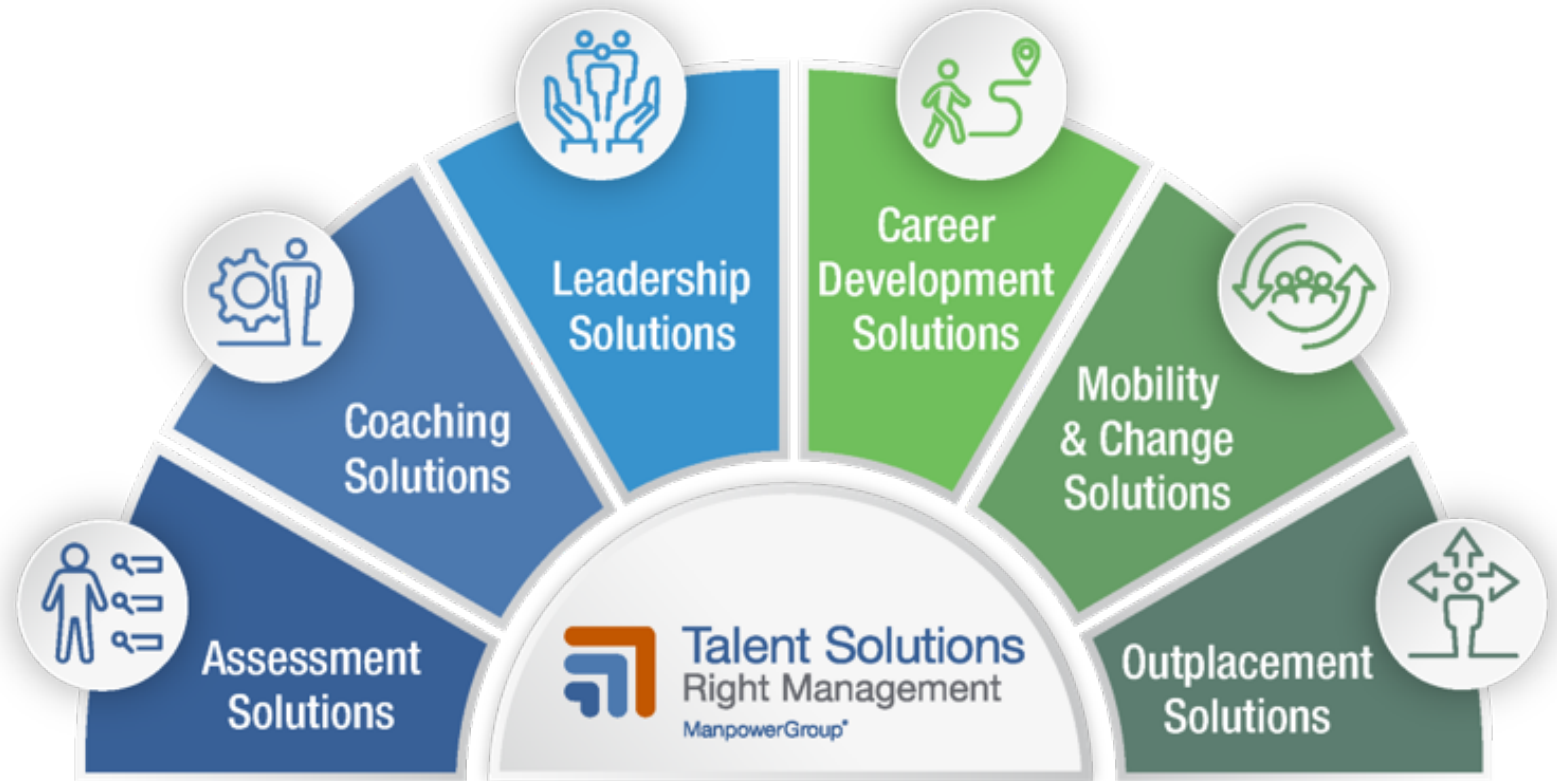 Assessment
Solutions
Coaching
Solutions
Leadership
Solutions
Career
Development
Solutions
Mobility
& Change
Solutions
Outplacement
Solutions
Talent Solutions
Right Management
ManpowerGroup®